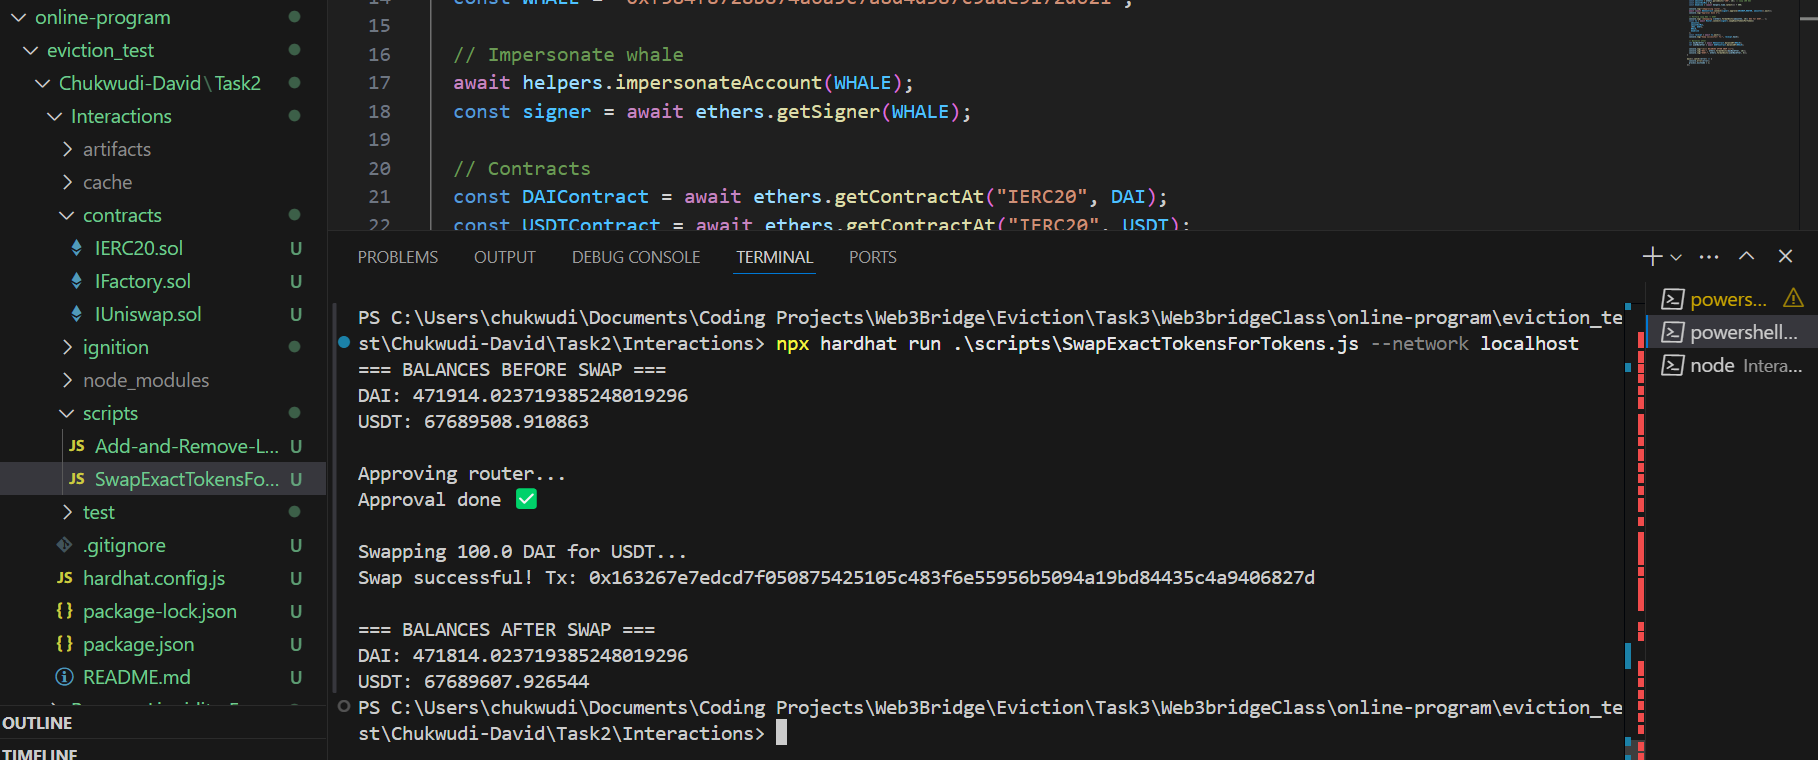 online-program
eviction_test
Chukwudi-David\Task2
Interactions
artifacts
cache
contracts
IERC20.sol U
IFactory.sol U
IUniswap.sol U
ignition
node_modules
scripts
JS Add-and-Remove-L... U
JS SwapExactTokensFo... U
test
.gitignore U
JS hardhat.config.js U
{} package-lock.json U
{} package.json U
README.md U
OUTLINE
TIMELINE
15
16 // Impersonate whale
17 await helpers.impersonateAccount(WHALE);
18 const signer = await ethers.getSigner(WHALE);
19
20 // Contracts
21 const DAIContract = await ethers.getContractAt("IERC20", DAI);
22 const USDTContract = await ethers.getContractAt("IERC20", USDT);
PROBLEMS OUTPUT DEBUG CONSOLE TERMINAL PORTS
PS C:\Users\chukwudi\Documents\Coding Projects\Web3Bridge\Eviction\Task3\Web3bridgeClass\online-program\eviction_te
st\Chukwudi-David\Task2\Interactions> npx hardhat run .\scripts\SwapExactTokensForTokens.js --network localhost
=== BALANCES BEFORE SWAP ===
DAI: 471914.023719385248019296
USDT: 67689508.910863
Approving router...
Approval done ✅
Swapping 100.0 DAI for USDT...
Swap successful! Tx: 0x163267e7edcd7f050875425105c483f6e55956b5094a19bd84435c4a9406827d
=== BALANCES AFTER SWAP ===
DAI: 471814.023719385248019296
USDT: 67689607.926544
PS C:\Users\chukwudi\Documents\Coding Projects\Web3Bridge\Eviction\Task3\Web3bridgeClass\online-program\eviction_te
st\Chukwudi-David\Task2\Interactions>
powers...
powershell...
node Intera...